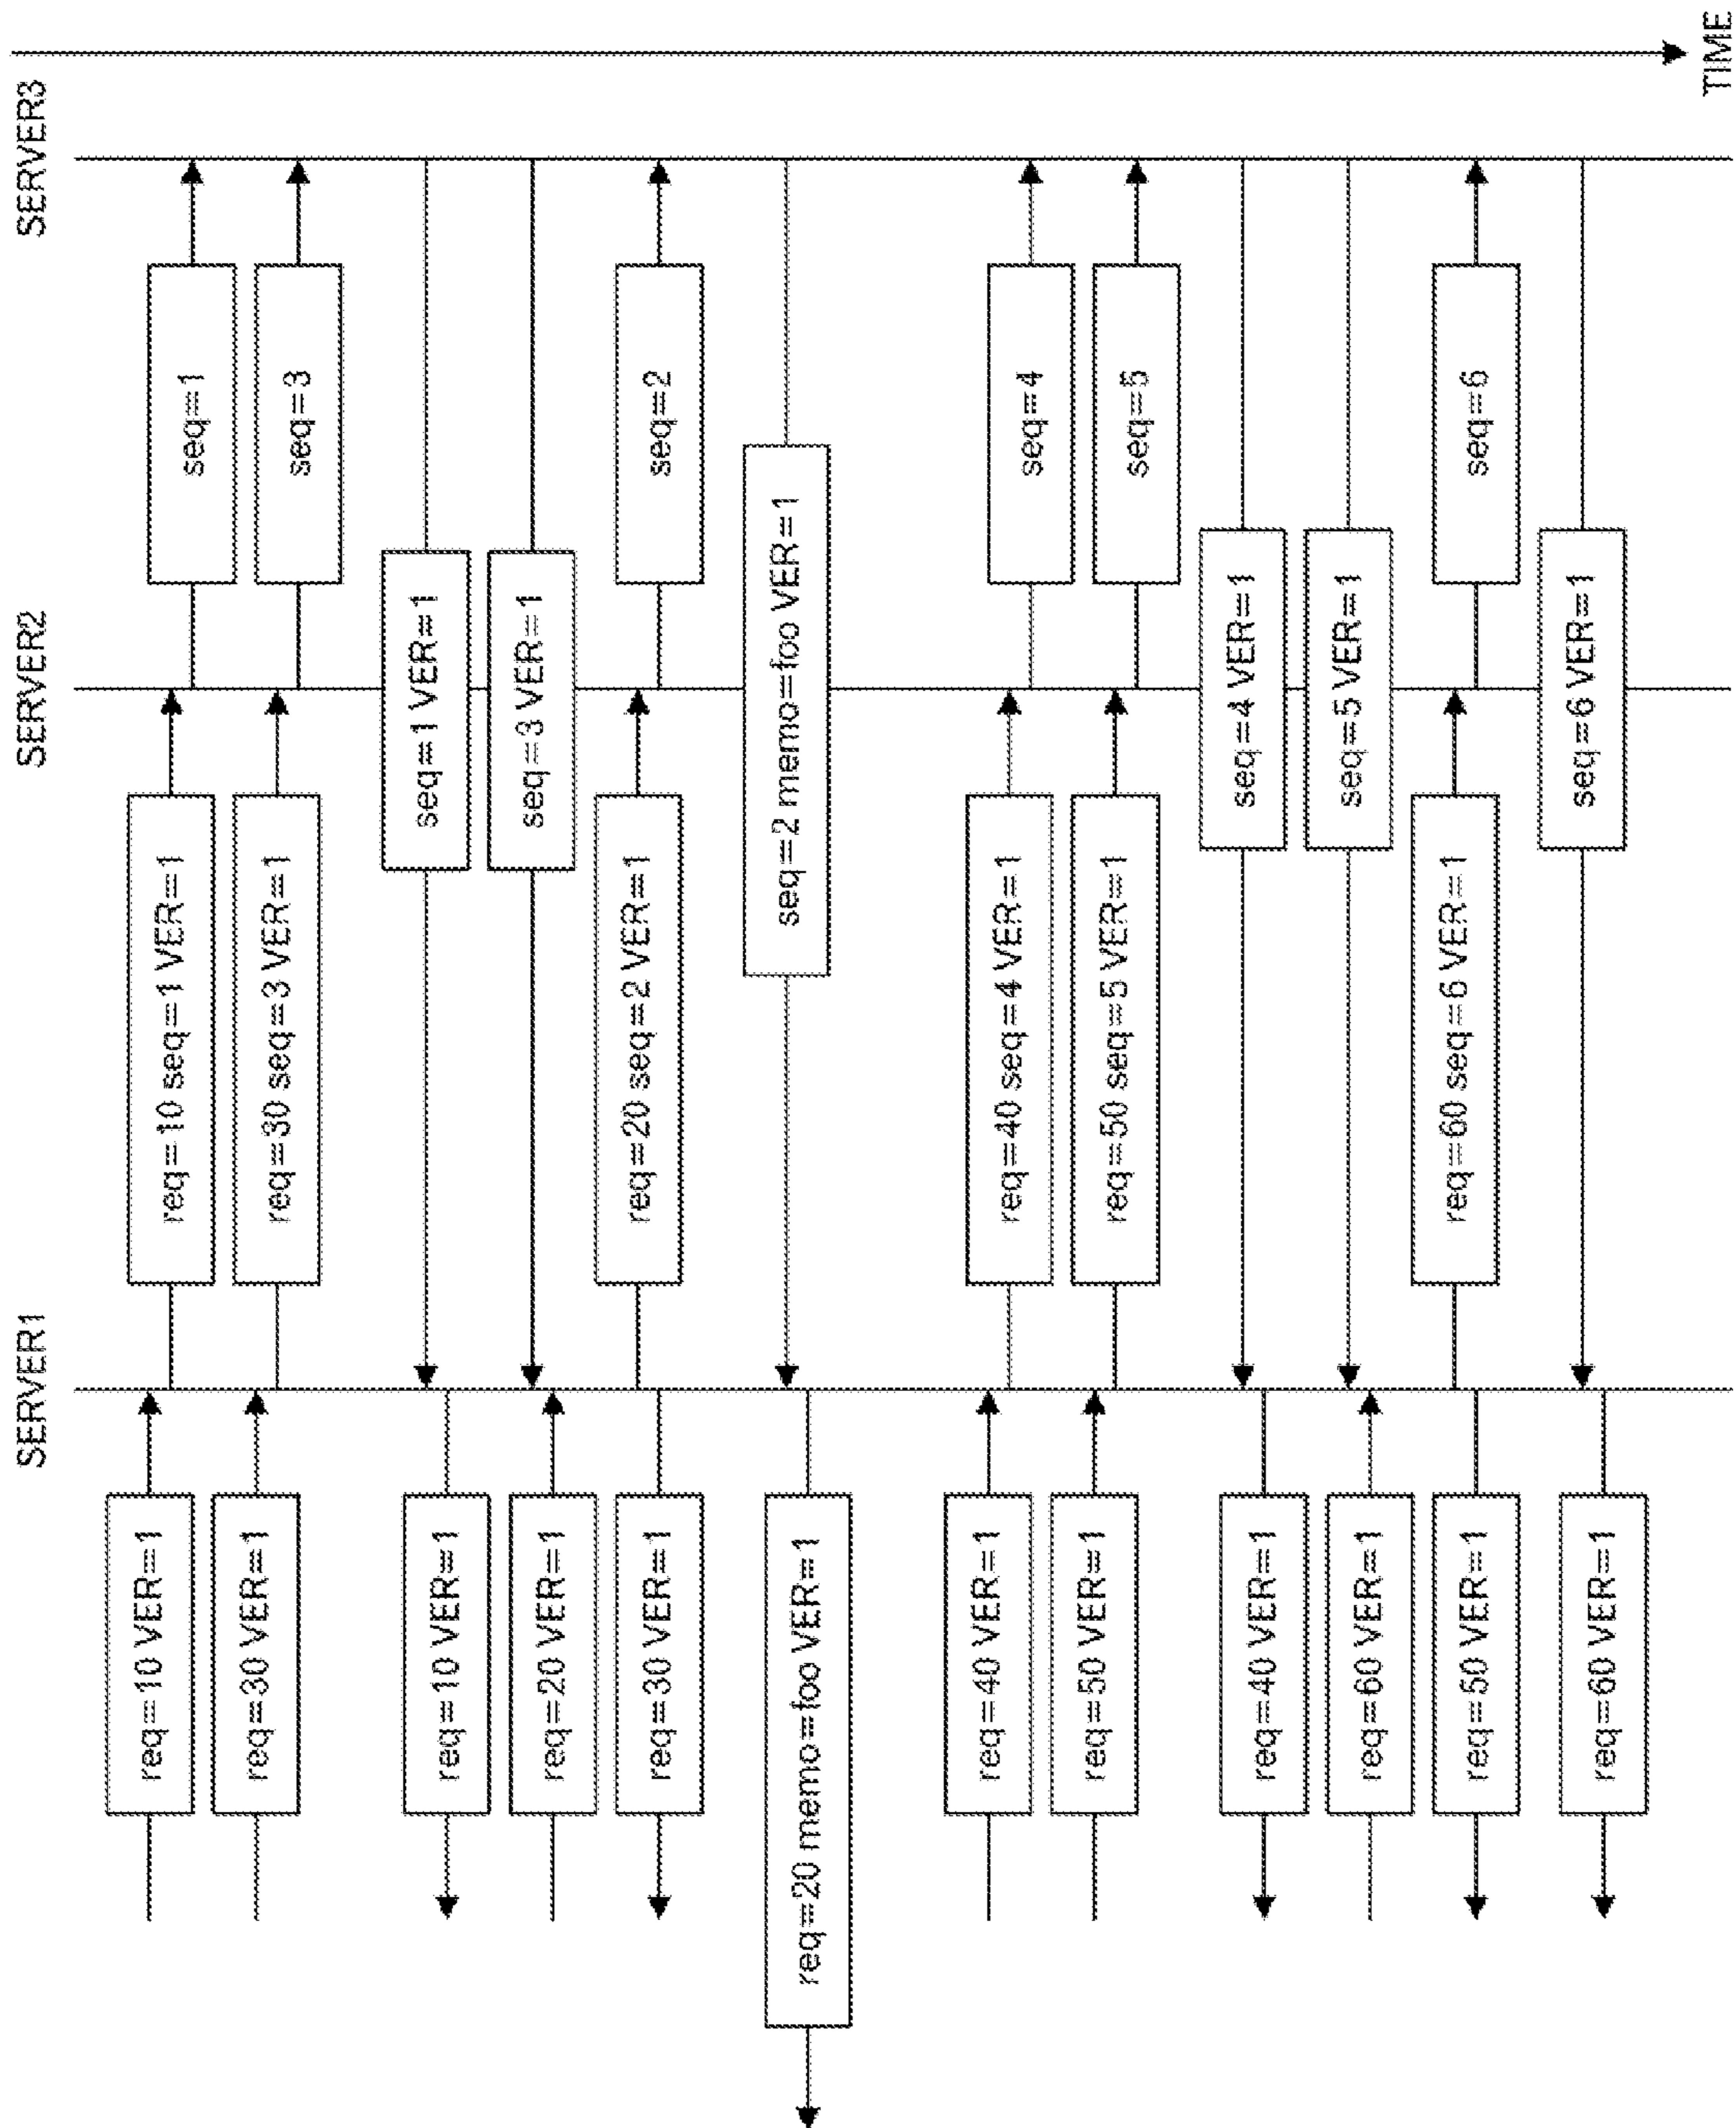 SERVER1
SERVER2
SERVER3
req=10 VER=1
req=10 seq=1 VER=1
seq=1
req=30 VER=1
req=30 seq=3 VER=1
seq=3
seq=1 VER=1
req=10 VER=1
seq=3 VER=1
req=20 VER=1
req=20 seq=2 VER=1
seq=2
req=30 VER=1
seq=2 memo=foo VER=1
req=20 memo=foo VER=1
req=40 VER=1
req=40 seq=4 VER=1
seq=4
req=50 VER=1
req=50 seq=5 VER=1
seq=5
seq=4 VER=1
req=40 VER=1
seq=5 VER=1
req=60 VER=1
req=60 seq=6 VER=1
seq=6
req=50 VER=1
seq=6 VER=1
req=60 VER=1
TIME